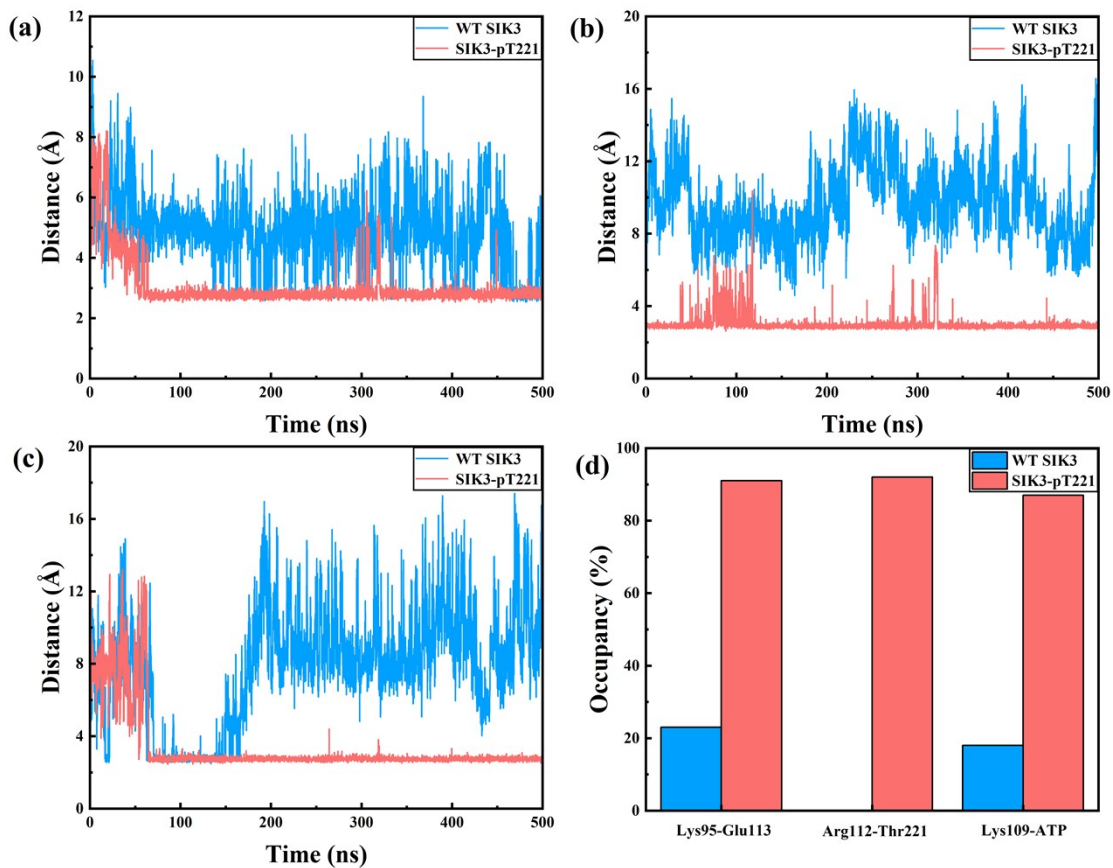 (a)
WT SIK3
SIK3-pT221
Distance (Å)
12
10
8
6
4
2
0
0 100 200 300 400 500
Time (ns)
(b)
WT SIK3
SIK3-pT221
Distance (Å)
20
16
12
8
4
0
0 100 200 300 400 500
Time (ns)
(c)
WT SIK3
SIK3-pT221
Distance (Å)
20
16
12
8
4
0
0 100 200 300 400 500
Time (ns)
(d)
WT SIK3
SIK3-pT221
Occupancy (%)
100
80
60
40
20
0
Lys95-Glu113 Arg112-Thr221 Lys109-ATP